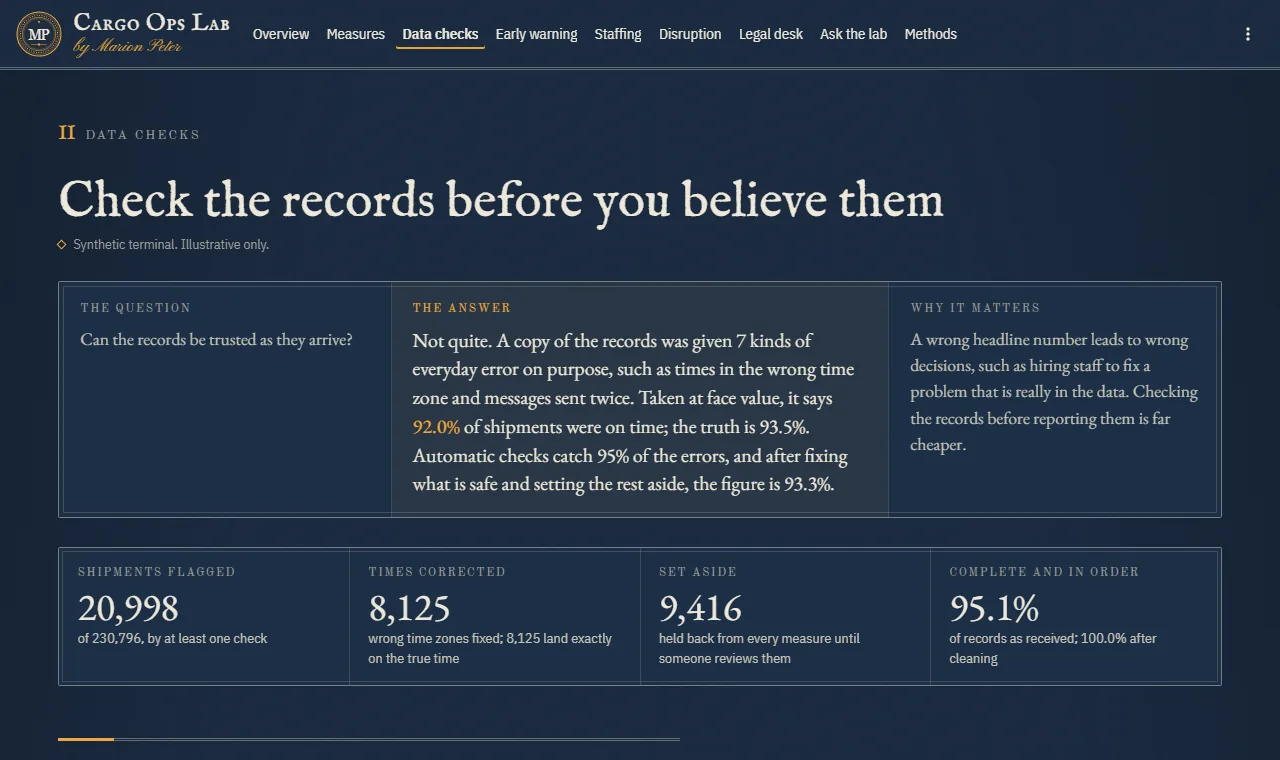 MP
CARGO OPS LAB
by Marion Peter
Overview Measures Data checks Early warning Staffing Disruption Legal desk Ask the lab Methods
II DATA CHECKS
Check the records before you believe them
Synthetic terminal. Illustrative only.
THE QUESTION
Can the records be trusted as they arrive?
THE ANSWER
Not quite. A copy of the records was given 7 kinds of
everyday error on purpose, such as times in the wrong time
zone and messages sent twice. Taken at face value, it says
92.0% of shipments were on time; the truth is 93.5%.
Automatic checks catch 95% of the errors, and after fixing
what is safe and setting the rest aside, the figure is 93.3%.
WHY IT MATTERS
A wrong headline number leads to wrong
decisions, such as hiring staff to fix a
problem that is really in the data. Checking
the records before reporting them is far
cheaper.
SHIPMENTS FLAGGED
20,998
of 230,796, by at least one check
TIMES CORRECTED
8,125
wrong time zones fixed; 8,125 land exactly
on the true time
SET ASIDE
9,416
held back from every measure until
someone reviews them
COMPLETE AND IN ORDER
95.1%
of records as received; 100.0% after
cleaning